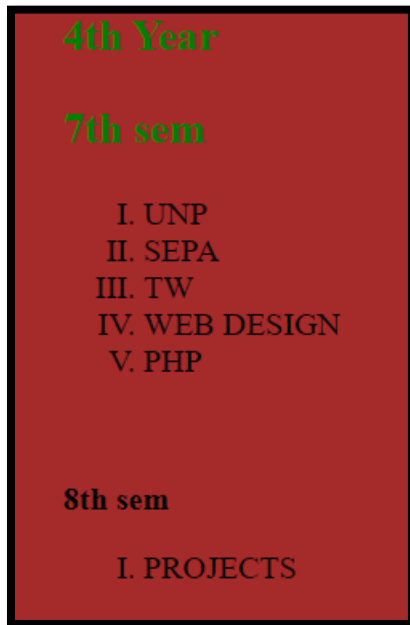 4th Year
7th sem
I. UNP
II. SEPA
III. TW
IV. WEB DESIGN
V. PHP
8th sem
I. PROJECTS